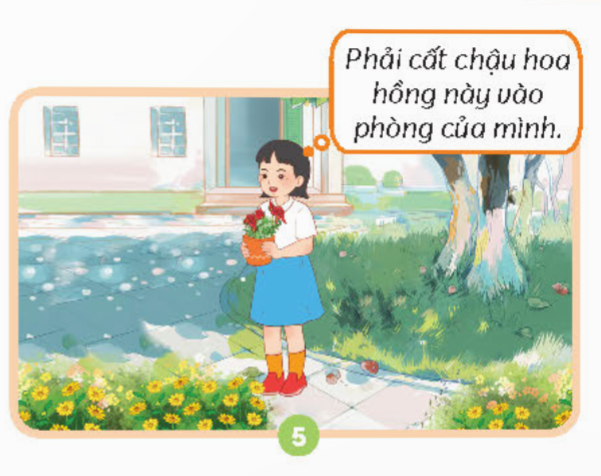 Phải cất chậu hoa
hồng này vào
phòng của mình.
5